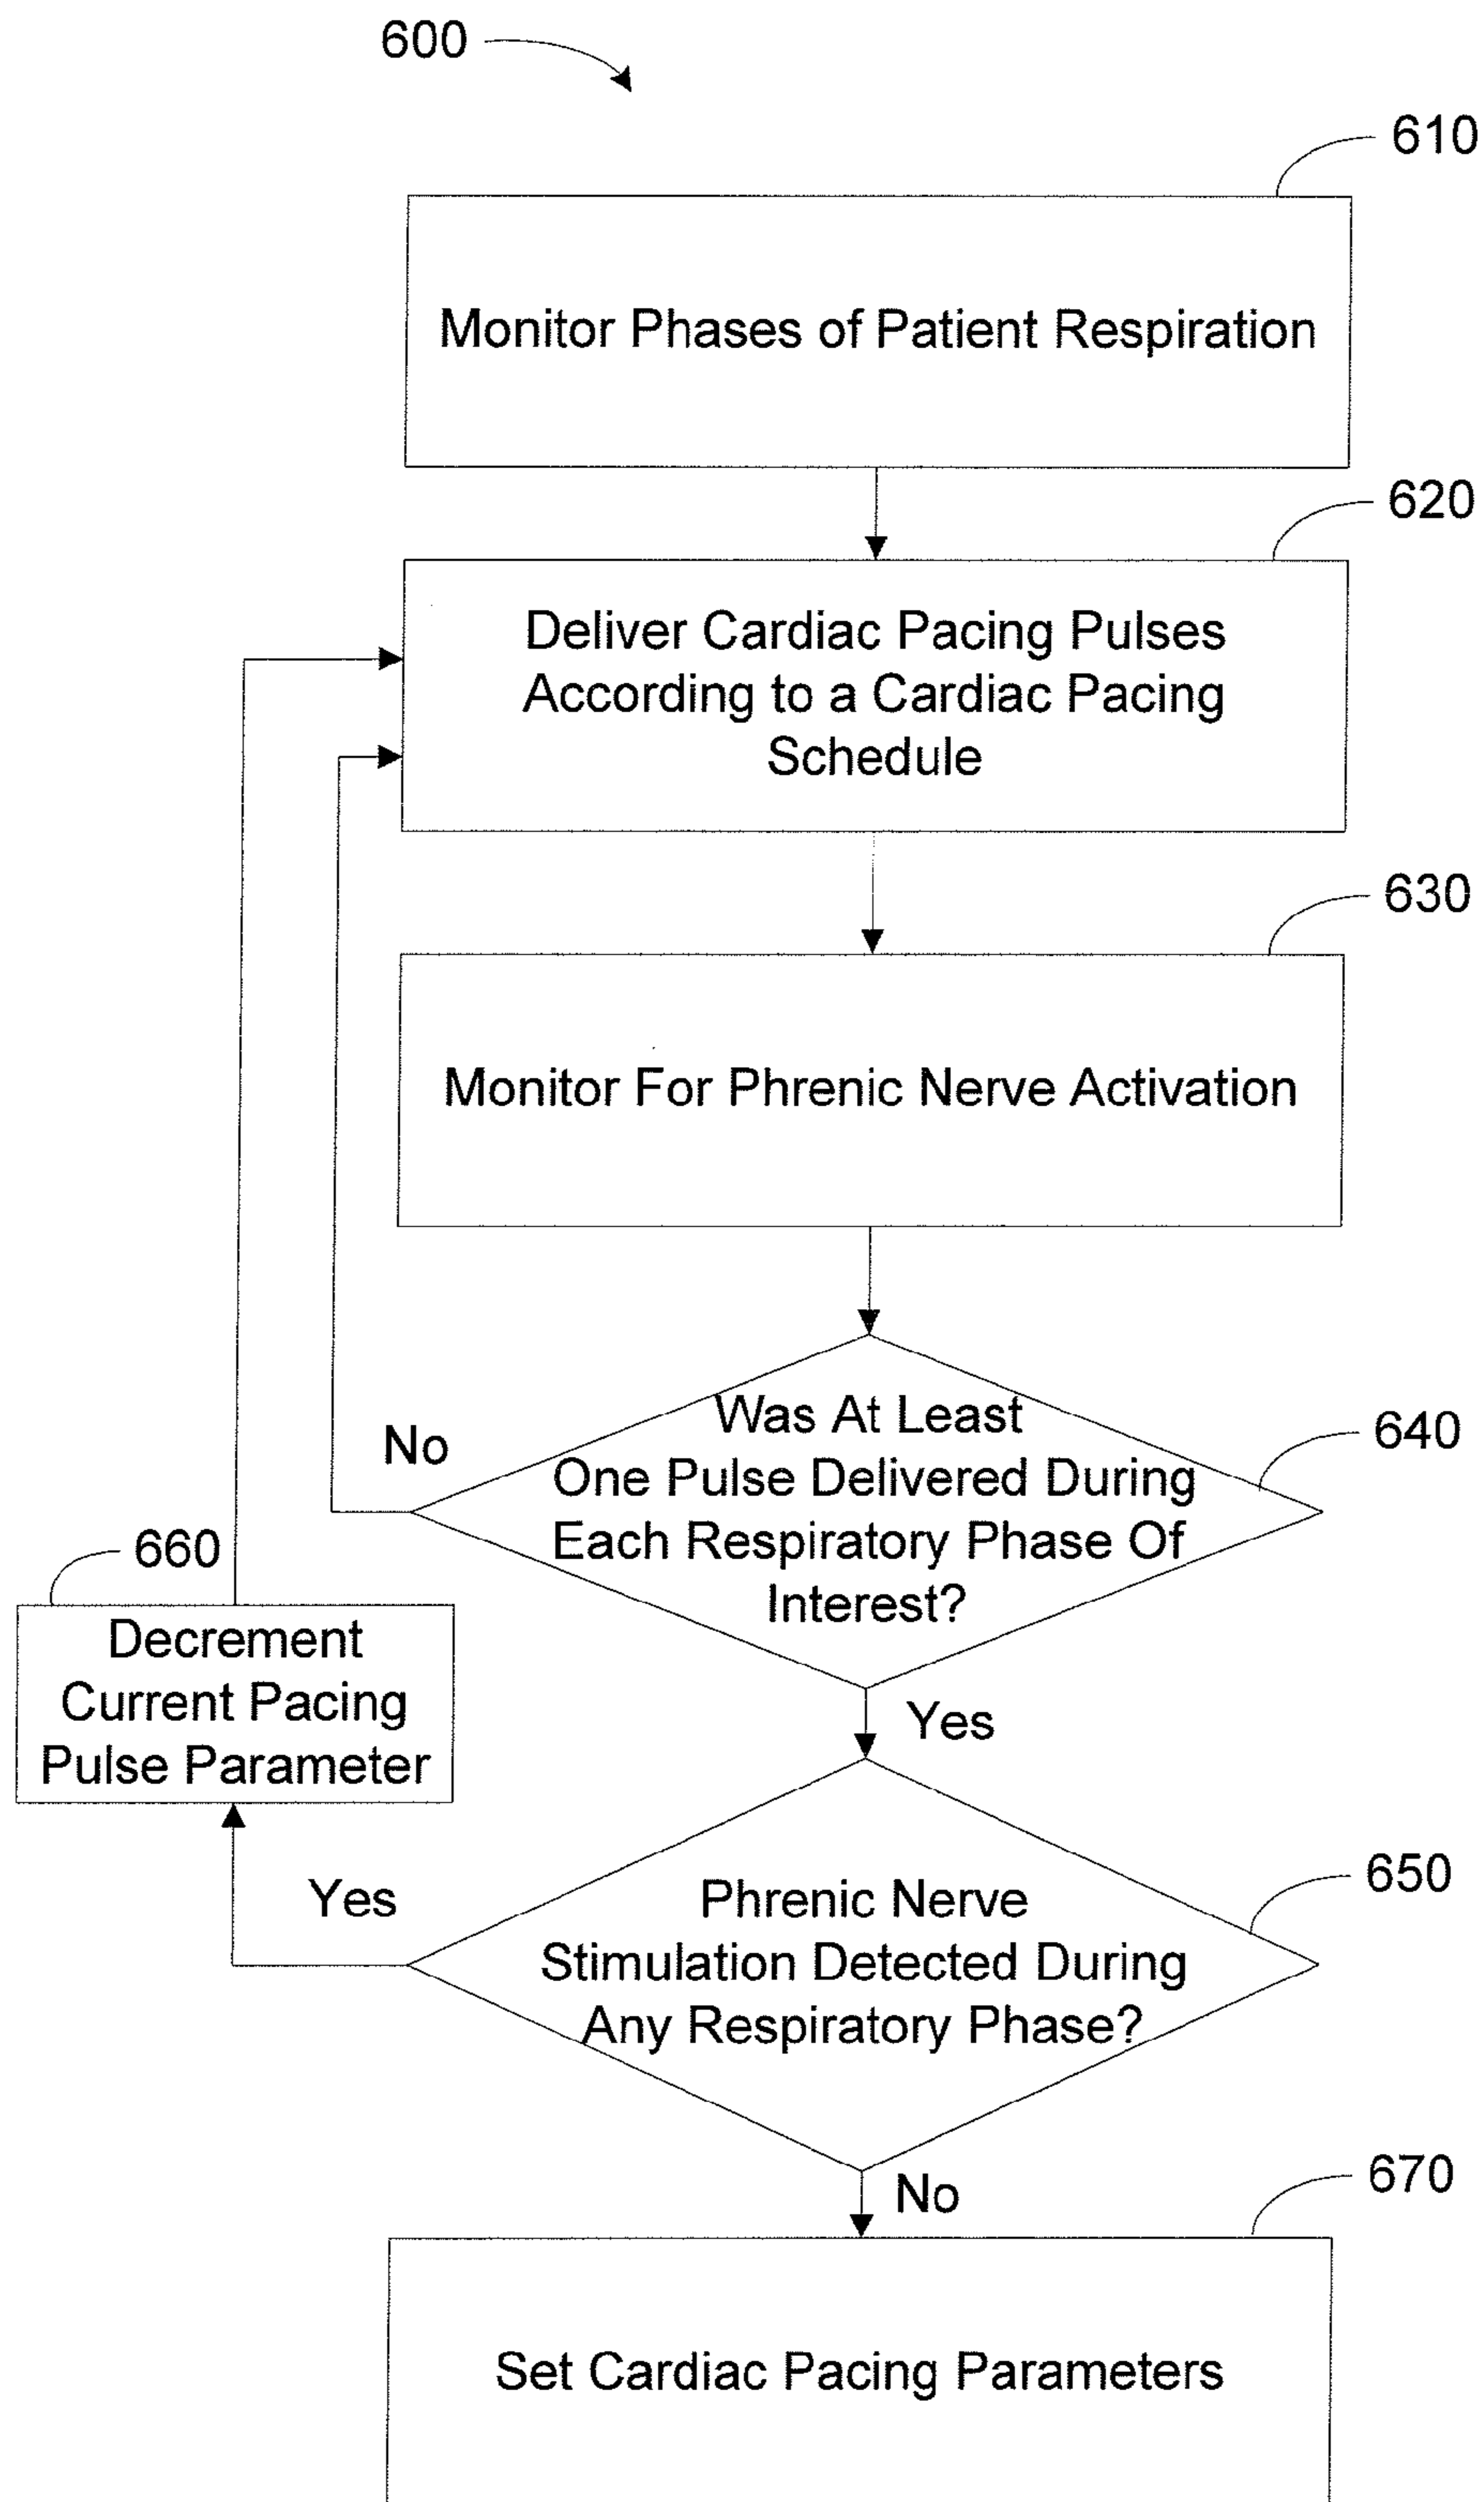 600
610
Monitor Phases of Patient Respiration
620
Deliver Cardiac Pacing Pulses
According to a Cardiac Pacing
Schedule
630
Monitor For Phrenic Nerve Activation
640
Was At Least
One Pulse Delivered During
Each Respiratory Phase Of
Interest?
No
Yes
660
Decrement
Current Pacing
Pulse Parameter
650
Phrenic Nerve
Stimulation Detected During
Any Respiratory Phase?
Yes
No
670
Set Cardiac Pacing Parameters